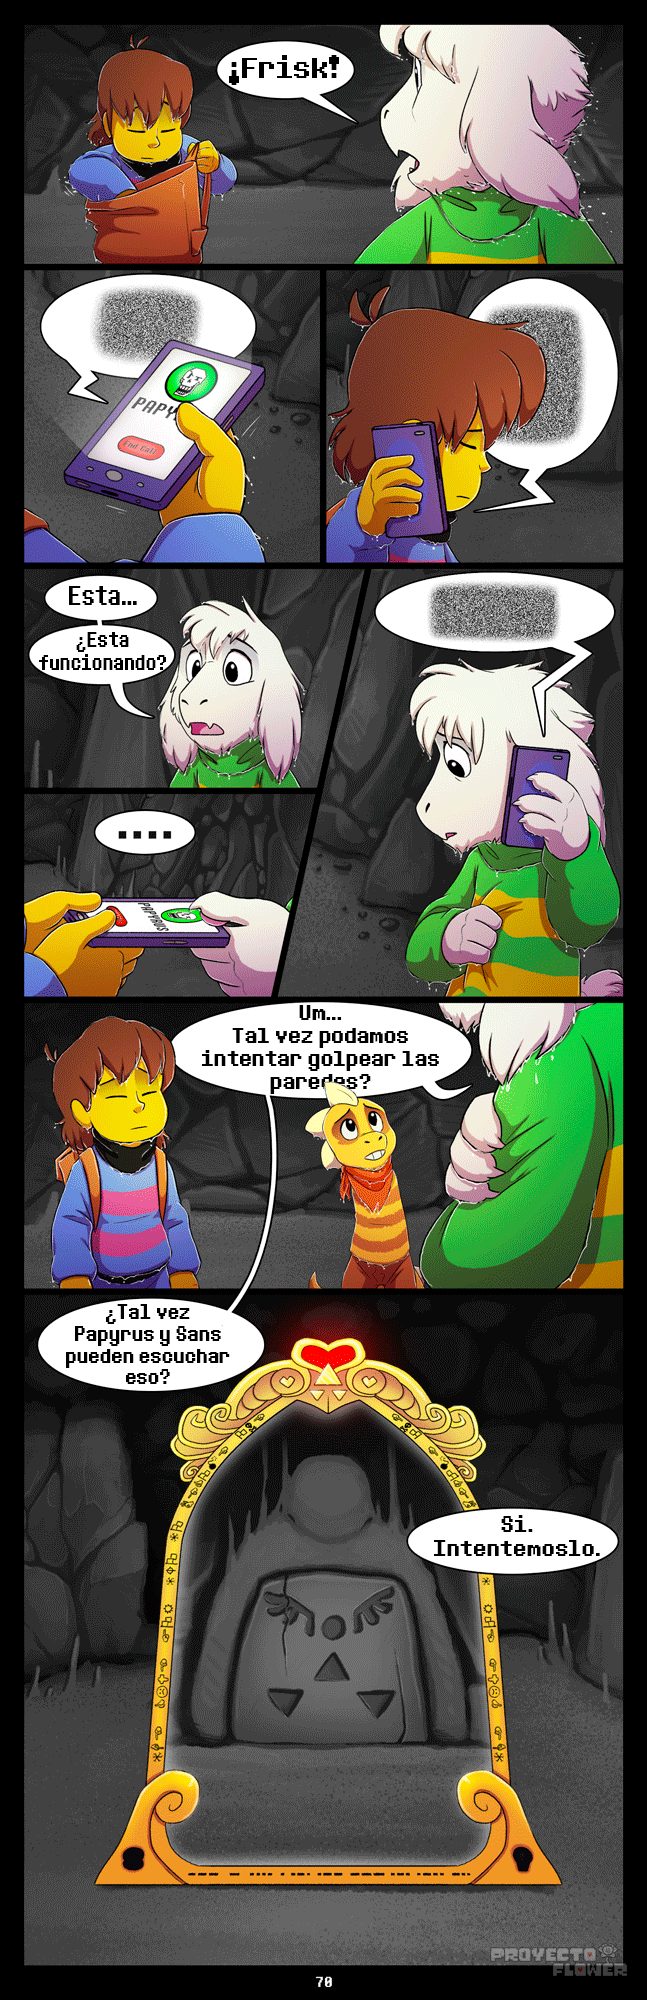 ¡Frisk!
PAPY
End Call
Esta...
¿Esta
funcionando?
....
PAPYRUS
Um...
Tal vez podamos
intentar golpear las
paredes?
¿Tal vez
Papyrus y Sans
pueden escuchar
eso?
Si.
Intentemoslo.
PROYECTO
FLOWER
70